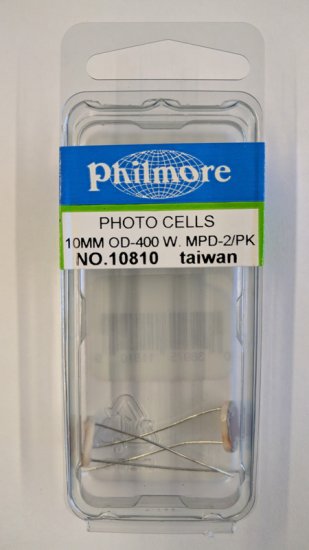 Philmore
PHOTO CELLS
10MM OD-400 W. MPD-2/PK
NO.10810 taiwan